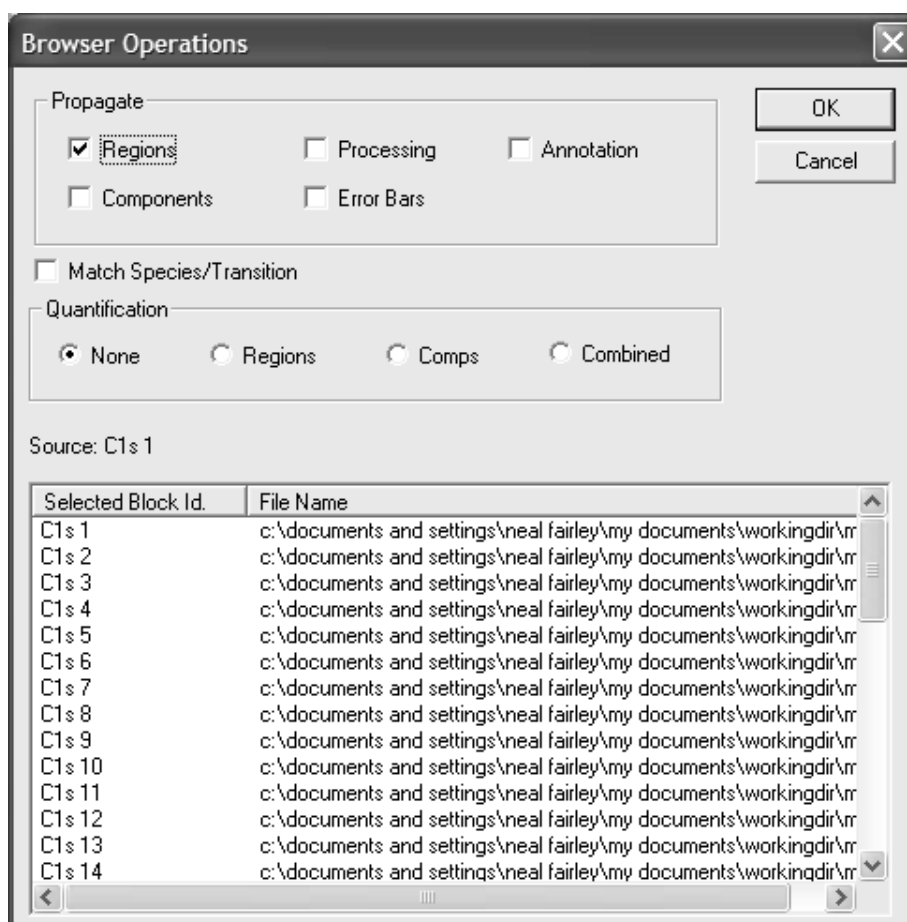 Browser Operations
Propagate
OK
Regions Processing Annotation
Cancel
Components Error Bars
Match Species/Transition
Quantification
None Regions Comps Combined
Source: C1s 1
Selected Block Id. File Name
C1s 1 c:\documents and settings\neal fairley\my documents\workingdir\m
C1s 2 c:\documents and settings\neal fairley\my documents\workingdir\m
C1s 3 c:\documents and settings\neal fairley\my documents\workingdir\m
C1s 4 c:\documents and settings\neal fairley\my documents\workingdir\m
C1s 5 c:\documents and settings\neal fairley\my documents\workingdir\m
C1s 6 c:\documents and settings\neal fairley\my documents\workingdir\m
C1s 7 c:\documents and settings\neal fairley\my documents\workingdir\m
C1s 8 c:\documents and settings\neal fairley\my documents\workingdir\m
C1s 9 c:\documents and settings\neal fairley\my documents\workingdir\m
C1s 10 c:\documents and settings\neal fairley\my documents\workingdir\m
C1s 11 c:\documents and settings\neal fairley\my documents\workingdir\m
C1s 12 c:\documents and settings\neal fairley\my documents\workingdir\m
C1s 13 c:\documents and settings\neal fairley\my documents\workingdir\m
C1s 14 c:\documents and settings\neal fairley\my documents\workingdir\m